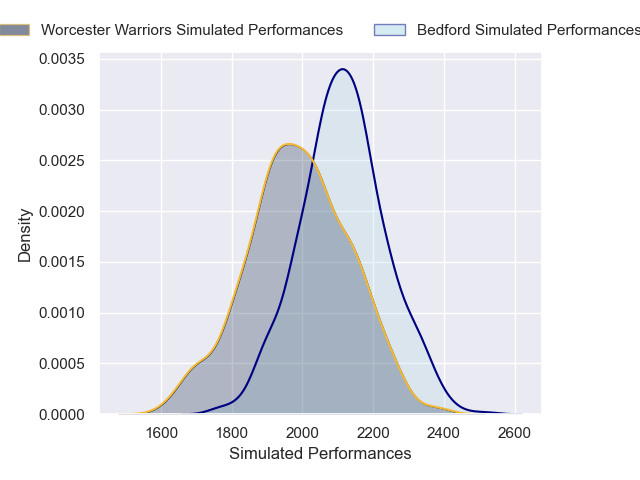 Worcester Warriors Simulated Performances
Bedford Simulated Performances
0.0035
0.0030
0.0025
0.0020
0.0015
0.0010
0.0005
0.0000
Density
1600 1800 2000 2200 2400 2600
Simulated Performances